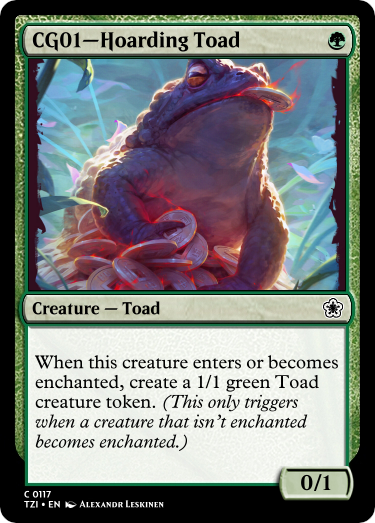 CG01—Hoarding Toad
Creature — Toad
When this creature enters or becomes
enchanted, create a 1/1 green Toad
creature token. (This only triggers
when a creature that isn't enchanted
becomes enchanted.)
0/1
C 0117
TZI • EN Alexandr Leskinen